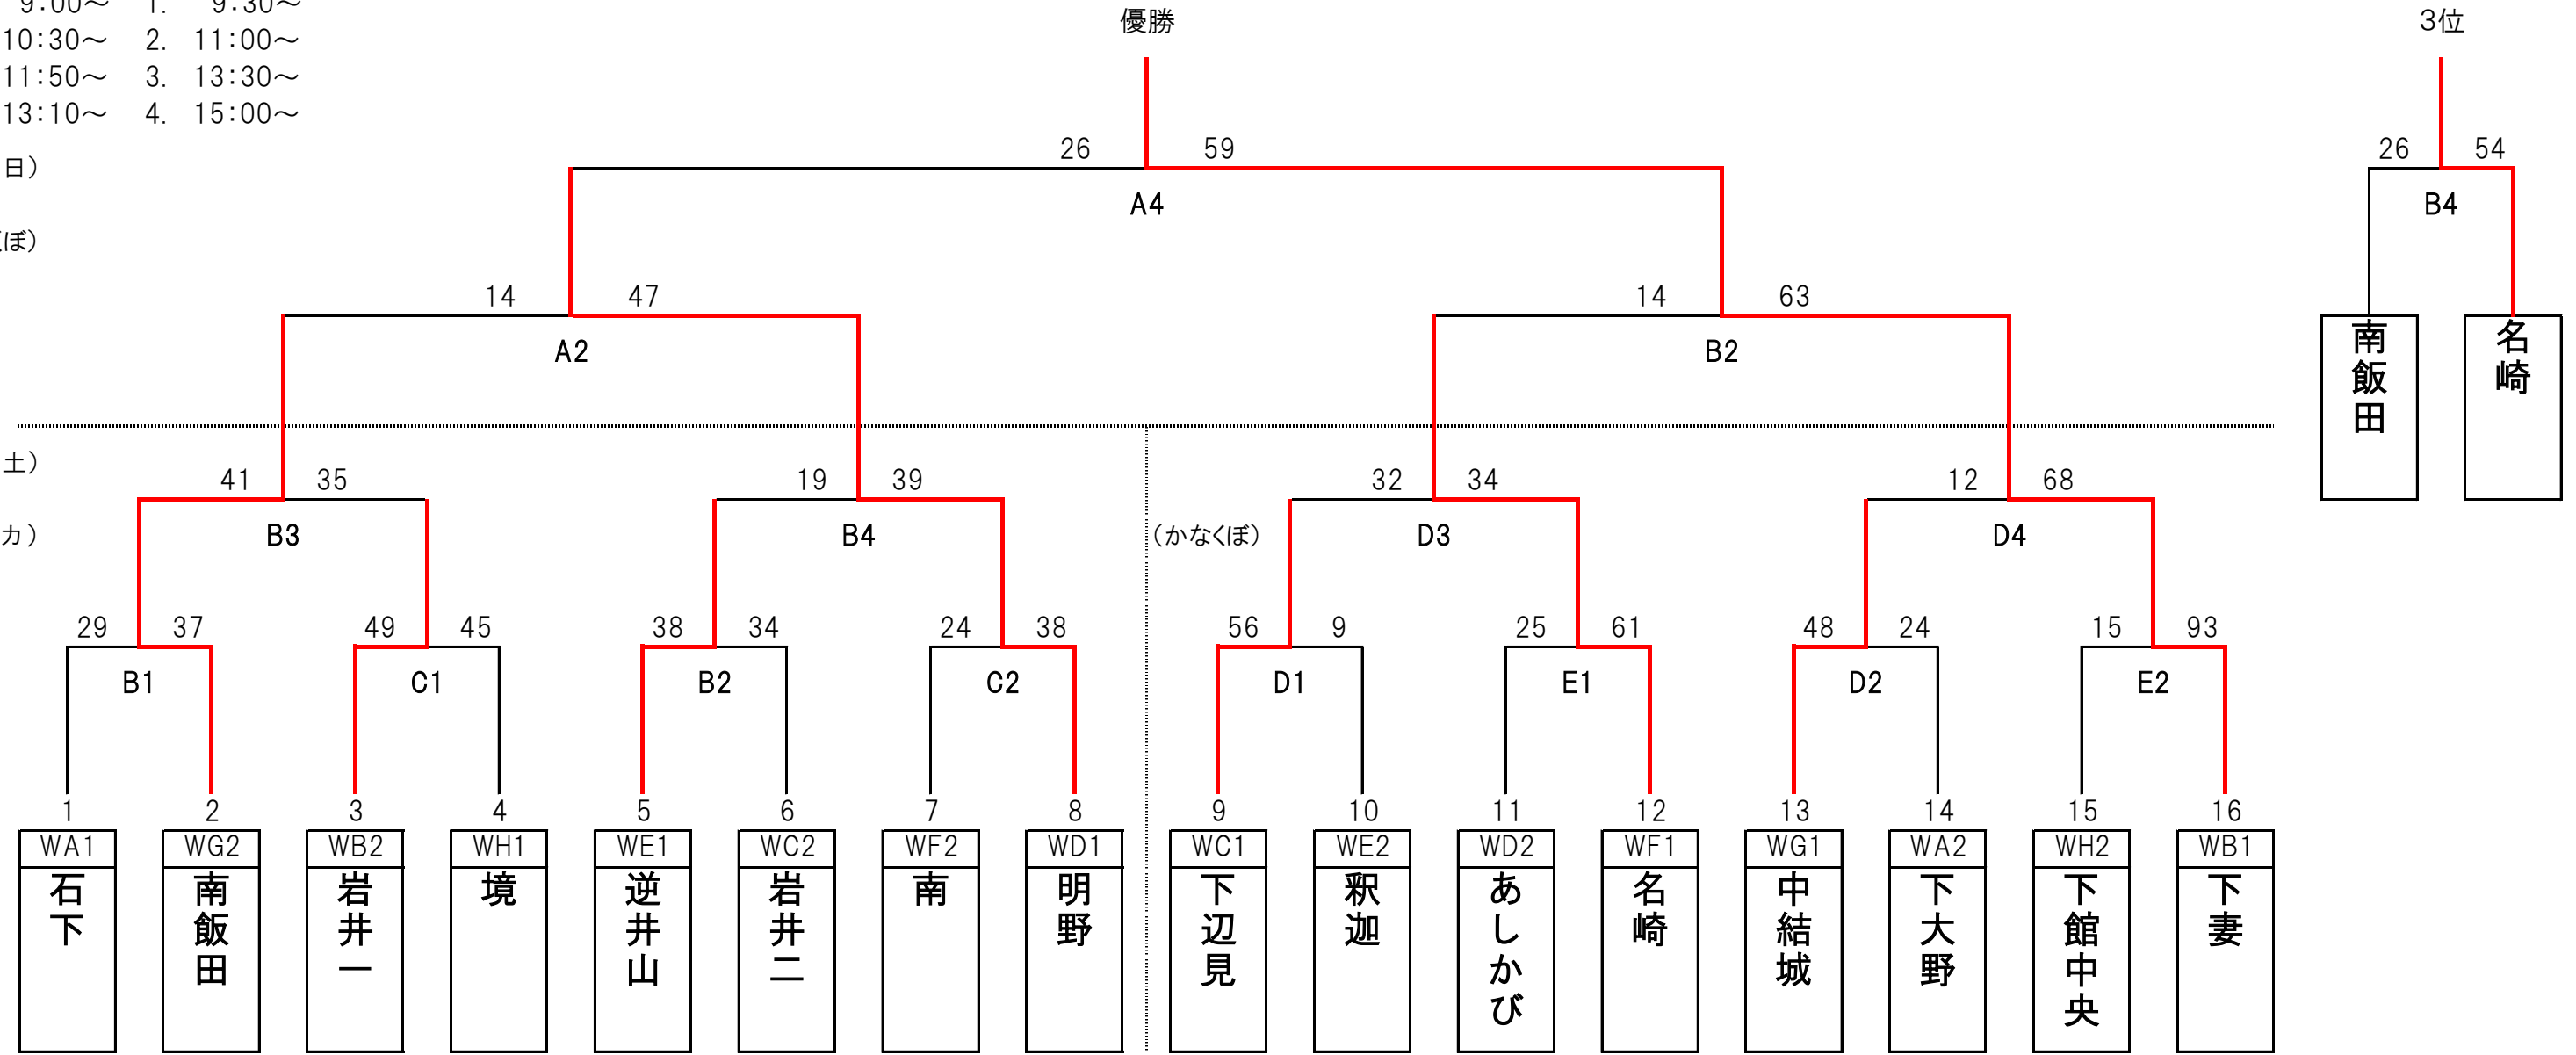 9:00～ 1. 9:30～
優勝 3位
10:30～ 2. 11:00～
11:50～ 3. 13:30～
13:10～ 4. 15:00～
26 59 26 54
日）
A4 B4
ぼ）
14 47 14 63
南飯田 名崎
A2 B2
土）
41 35 19 39 32 34 12 68
カ） B3 B4 （かなくぼ） D3 D4
29 37 49 45 38 34 24 38 56 9 25 61 48 24 15 93
B1 C1 B2 C2 D1 E1 D2 E2
1 2 3 4 5 6 7 8 9 10 11 12 13 14 15 16
WA1 WG2 WB2 WH1 WE1 WC2 WF2 WD1 WC1 WE2 WD2 WF1 WG1 WA2 WH2 WB1
石下 南飯田 岩井一 境 逆井山 岩井二 南 明野 下辺見 釈迦 あしかび 名崎 中結城 下大野 下館中央 下妻